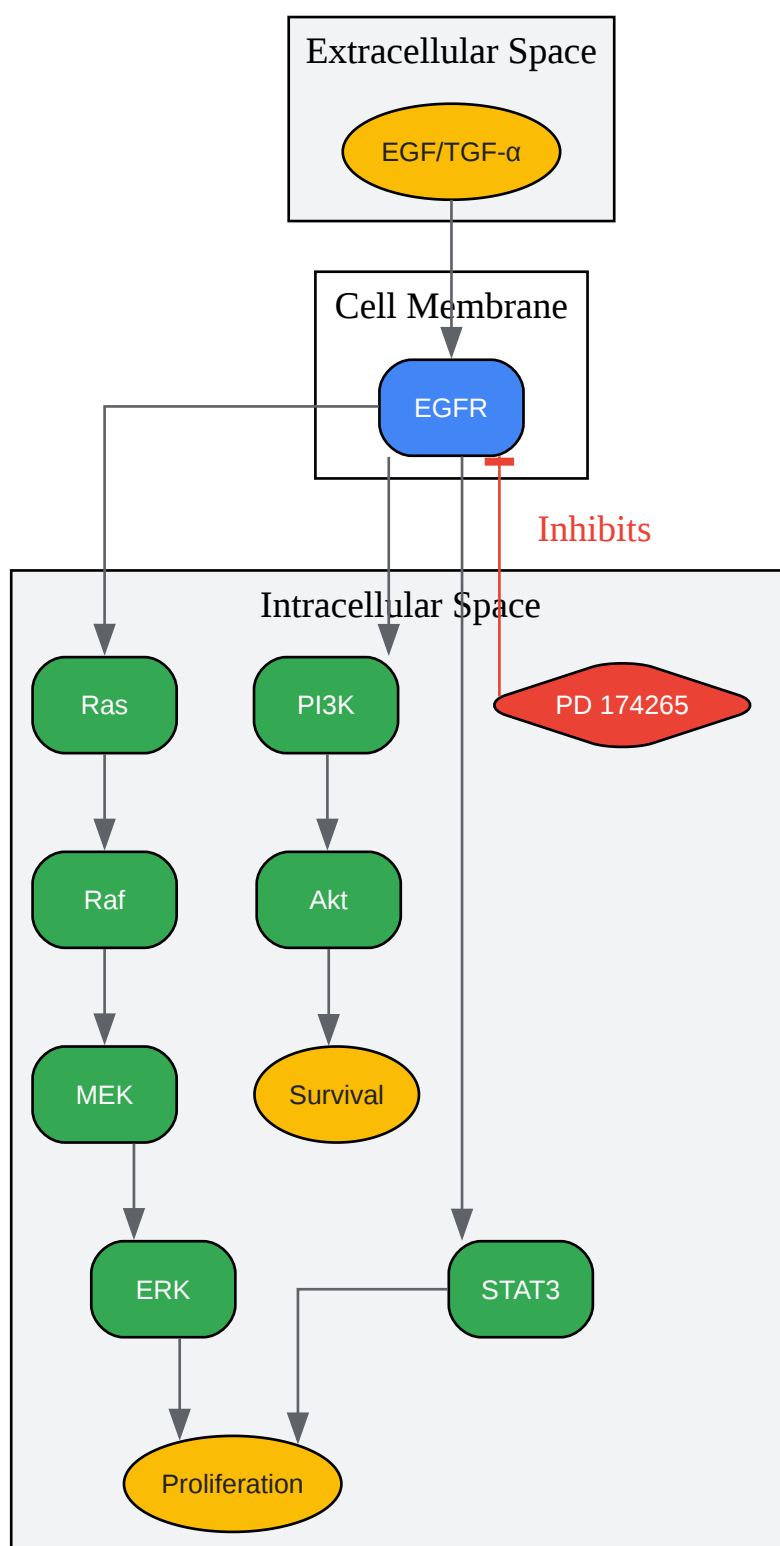 Extracellular Space
EGF/TGF-α
Cell Membrane
EGFR
Inhibits
Intracellular Space
Ras
PI3K
PD 174265
Raf
Akt
MEK
Survival
ERK
STAT3
Proliferation